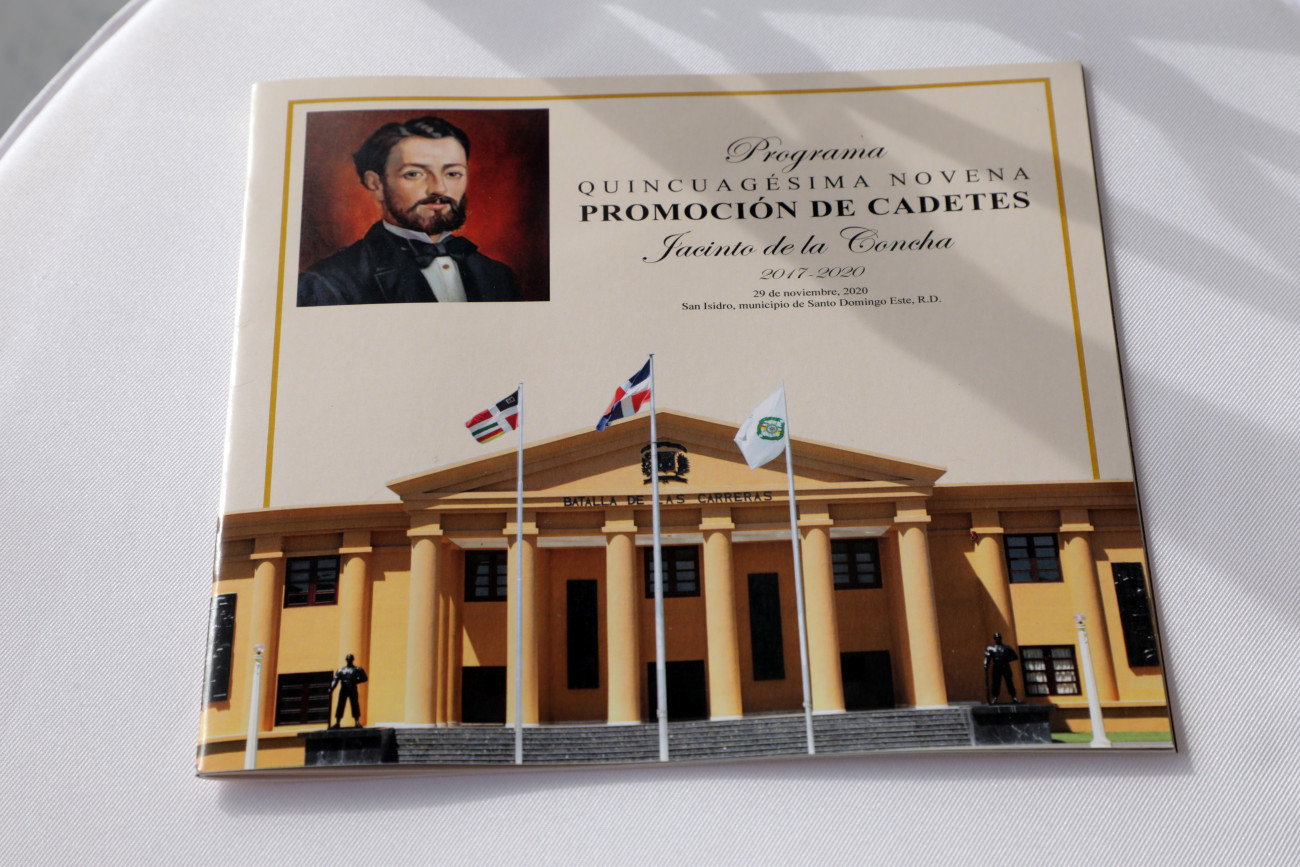 Programa
QUINCUAGÉSIMA NOVENA
PROMOCIÓN DE CADETES
Jacinto de la Concha
2017-2020
29 de noviembre, 2020
San Isidro, municipio de Santo Domingo Este, R.D.
BATALLA DE LAS CARRERAS